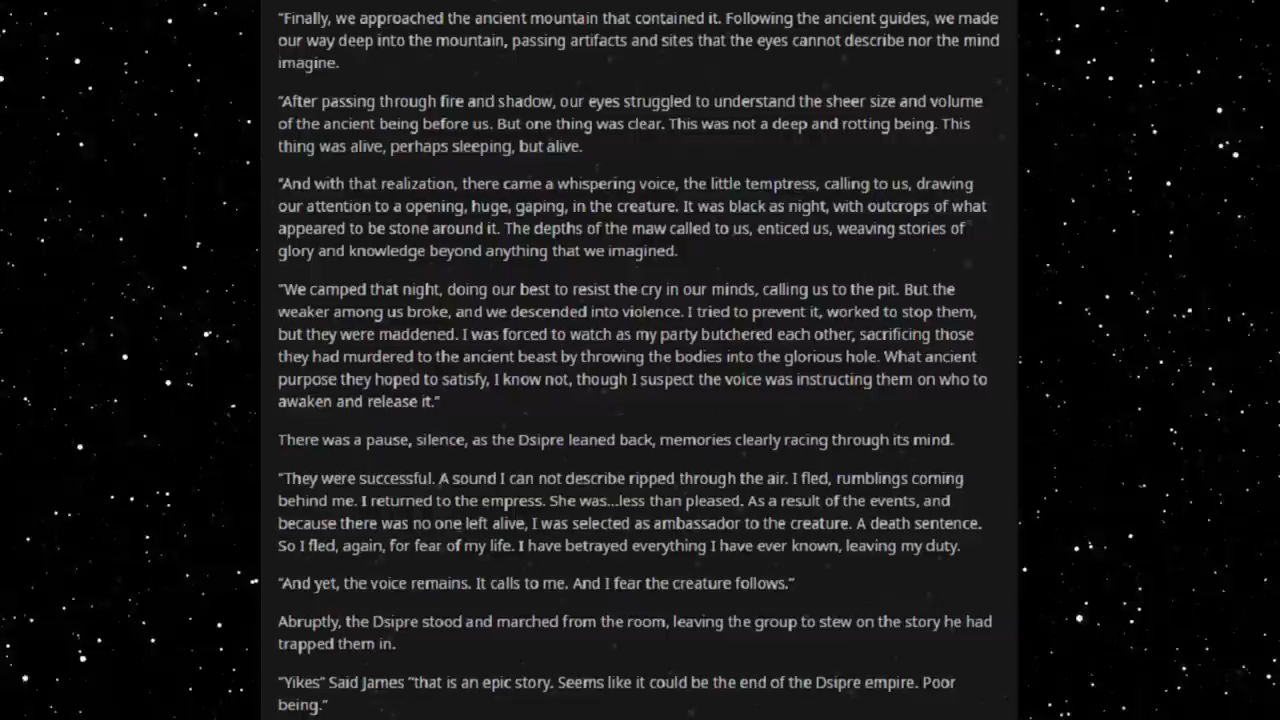 “Finally, we approached the ancient mountain that contained it. Following the ancient guides, we made
our way deep into the mountain, passing artifacts and sites that the eyes cannot describe nor the mind
imagine.
“After passing through fire and shadow, our eyes struggled to understand the sheer size and volume
of the ancient being before us. But one thing was clear. This was not a deep and rotting being. This
thing was alive, perhaps sleeping, but alive.
“And with that realization, there came a whispering voice, the little temptress, calling to us, drawing
our attention to a opening, huge, gaping, in the creature. It was black as night, with outcrops of what
appeared to be stone around it. The depths of the maw called to us, enticed us, weaving stories of
glory and knowledge beyond anything that we imagined.
“We camped that night, doing our best to resist the cry in our minds, calling us to the pit. But the
weaker among us broke, and we descended into violence. I tried to prevent it, worked to stop them,
but they were maddened. I was forced to watch as my party butchered each other, sacrificing those
they had murdered to the ancient beast by throwing the bodies into the glorious hole. What ancient
purpose they hoped to satisfy, I know not, though I suspect the voice was instructing them on who to
awaken and release it.”
There was a pause, silence, as the Dsipre leaned back, memories clearly racing through its mind.
“They were successful. A sound I can not describe ripped through the air. I fled, rumblings coming
behind me. I returned to the empress. She was...less than pleased. As a result of the events, and
because there was no one left alive, I was selected as ambassador to the creature. A death sentence.
So I fled, again, for fear of my life. I have betrayed everything I have ever known, leaving my duty.
“And yet, the voice remains. It calls to me. And I fear the creature follows.”
Abruptly, the Dsipre stood and marched from the room, leaving the group to stew on the story he had
trapped them in.
“Yikes” Said James “that is an epic story. Seems like it could be the end of the Dsipre empire. Poor
being.”